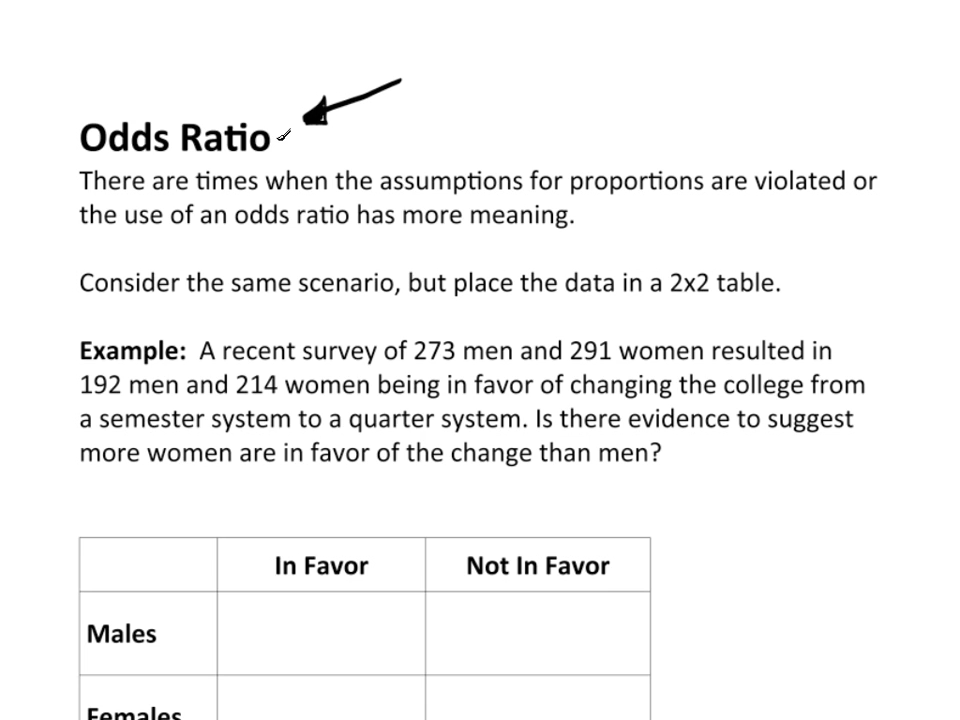 Odds Ratio
There are times when the assumptions for proportions are violated or
the use of an odds ratio has more meaning.
Consider the same scenario, but place the data in a 2x2 table.
Example: A recent survey of 273 men and 291 women resulted in
192 men and 214 women being in favor of changing the college from
a semester system to a quarter system. Is there evidence to suggest
more women are in favor of the change than men?
In Favor Not In Favor
Males
Females